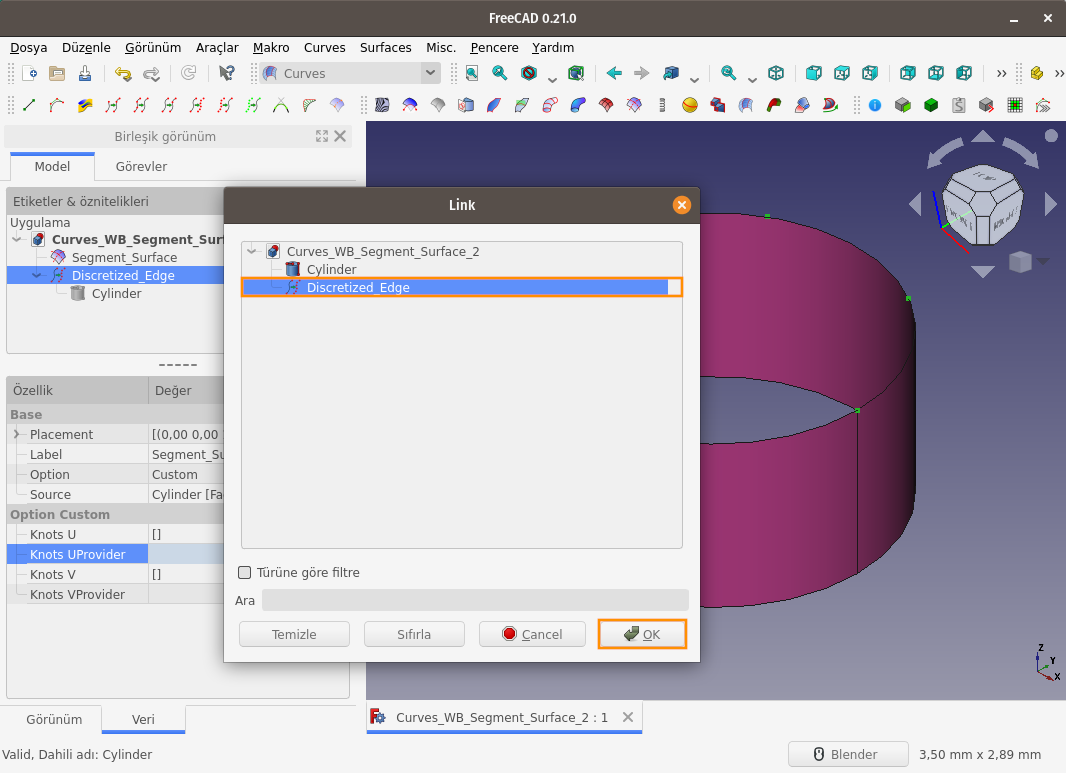 FreeCAD 0.21.0
Dosya Düzenle Görünüm Araçlar Makro Curves Surfaces Misc. Pencere Yardım
Curves
Birleşik görünüm
Model Görevler
Etiketler & öznitelikleri
Uygulama
Curves_WB_Segment_Sur
Segment_Surface
Discretized_Edge
Cylinder
Özellik Değer
Base
Placement [(0,00 0,00
Label Segment_Su
Option Custom
Source Cylinder [Fa
Option Custom
Knots U []
Knots UProvider
Knots V []
Knots VProvider
Görünüm Veri
Link
Curves_WB_Segment_Surface_2
Cylinder
Discretized_Edge
Türüne göre filtre
Ara
Temizle Sıfırla Cancel OK
Z
Y
X
Curves_WB_Segment_Surface_2 : 1
Valid, Dahili adı: Cylinder
Blender 3,50 mm x 2,89 mm